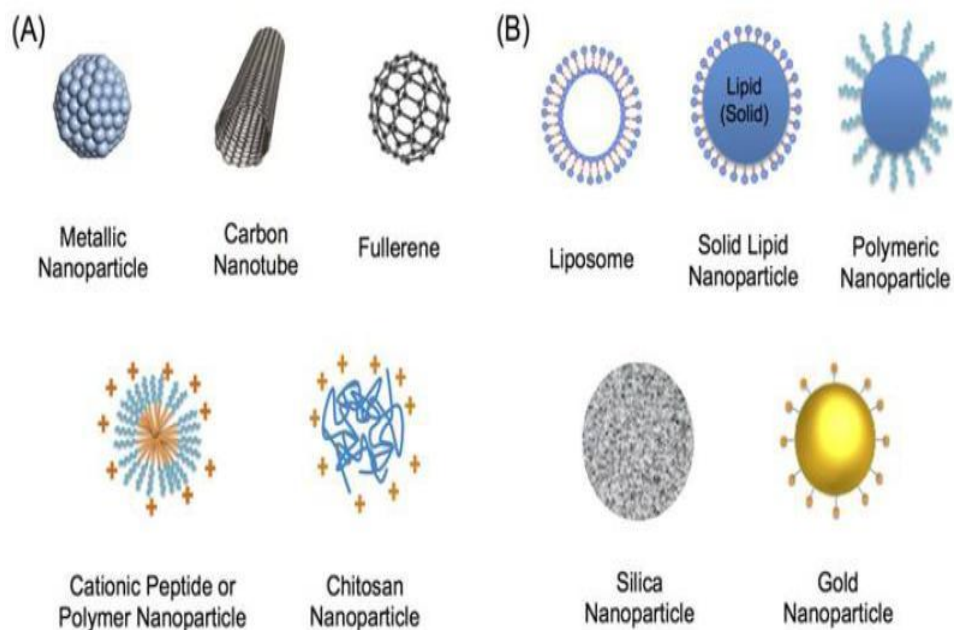 (A)
Metallic
Nanoparticle
Carbon
Nanotube
Fullerene
Cationic Peptide or
Polymer Nanoparticle
Chitosan
Nanoparticle
(B)
Lipid
(Solid)
Liposome
Solid Lipid
Nanoparticle
Polymeric
Nanoparticle
Silica
Nanoparticle
Gold
Nanoparticle